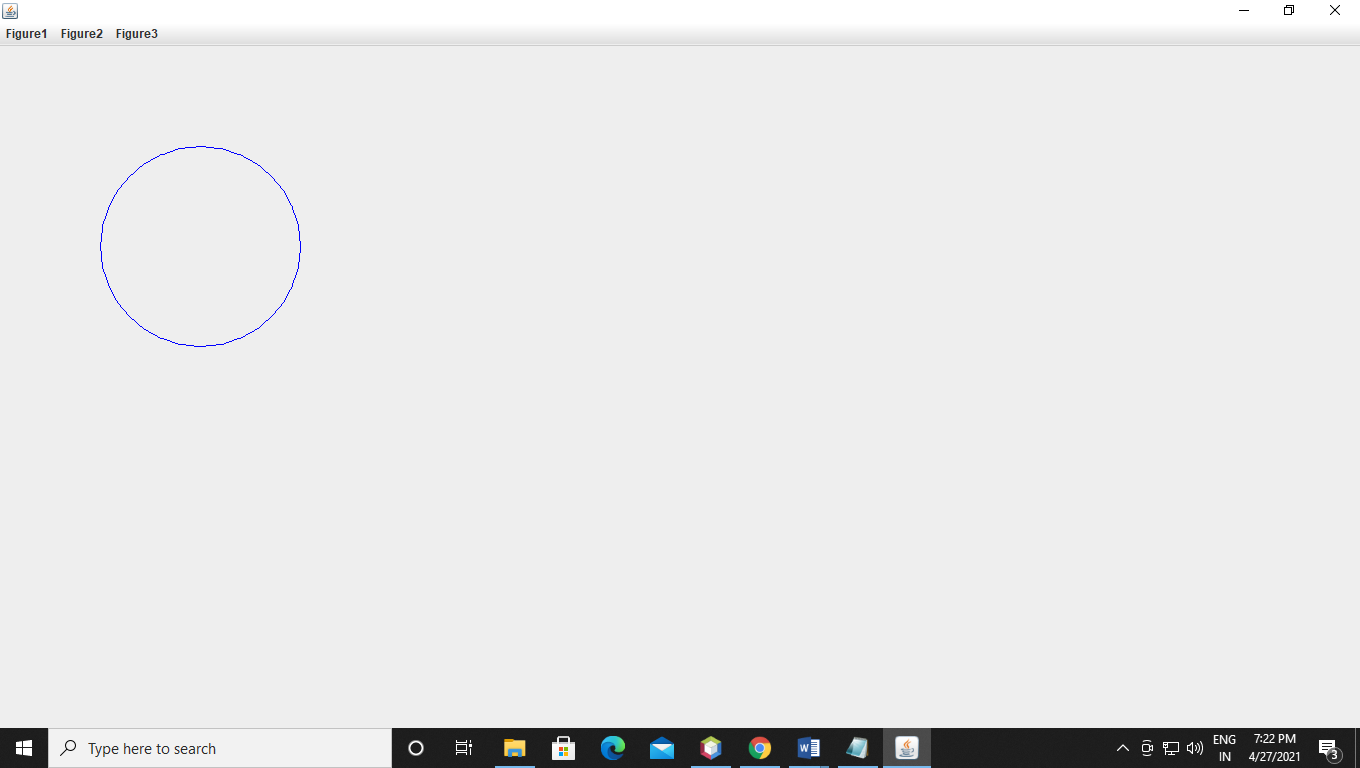 Figure1 Figure2 Figure3
Type here to search
W
ENG
IN
7:22 PM
4/27/2021
3